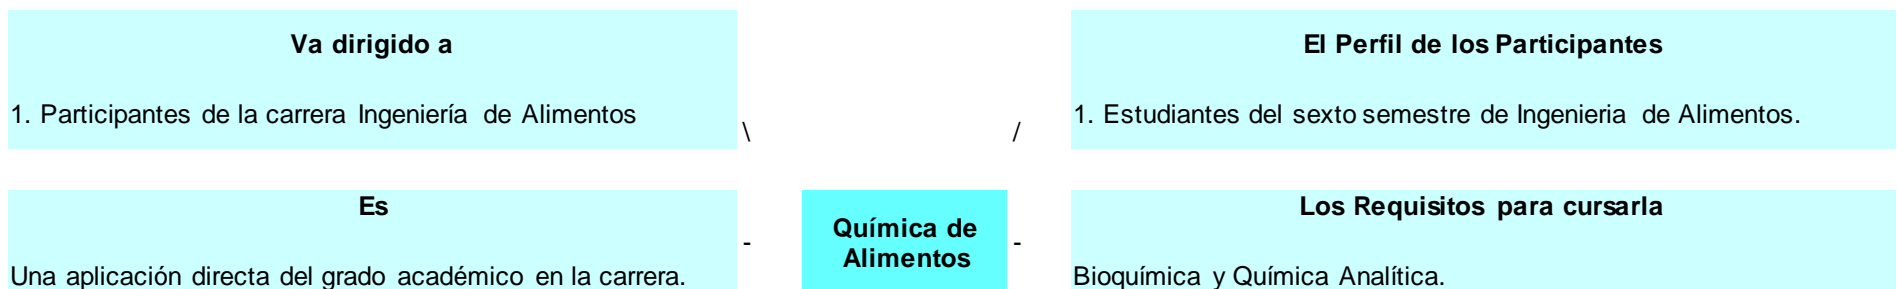 Va dirigido a
1. Participantes de la carrera Ingeniería de Alimentos
\
/
El Perfil de los Participantes
1. Estudiantes del sexto semestre de Ingenieria de Alimentos.
Es
Una aplicación directa del grado académico en la carrera.
-
Química de
Alimentos
-
Los Requisitos para cursarla
Bioquímica y Química Analítica.